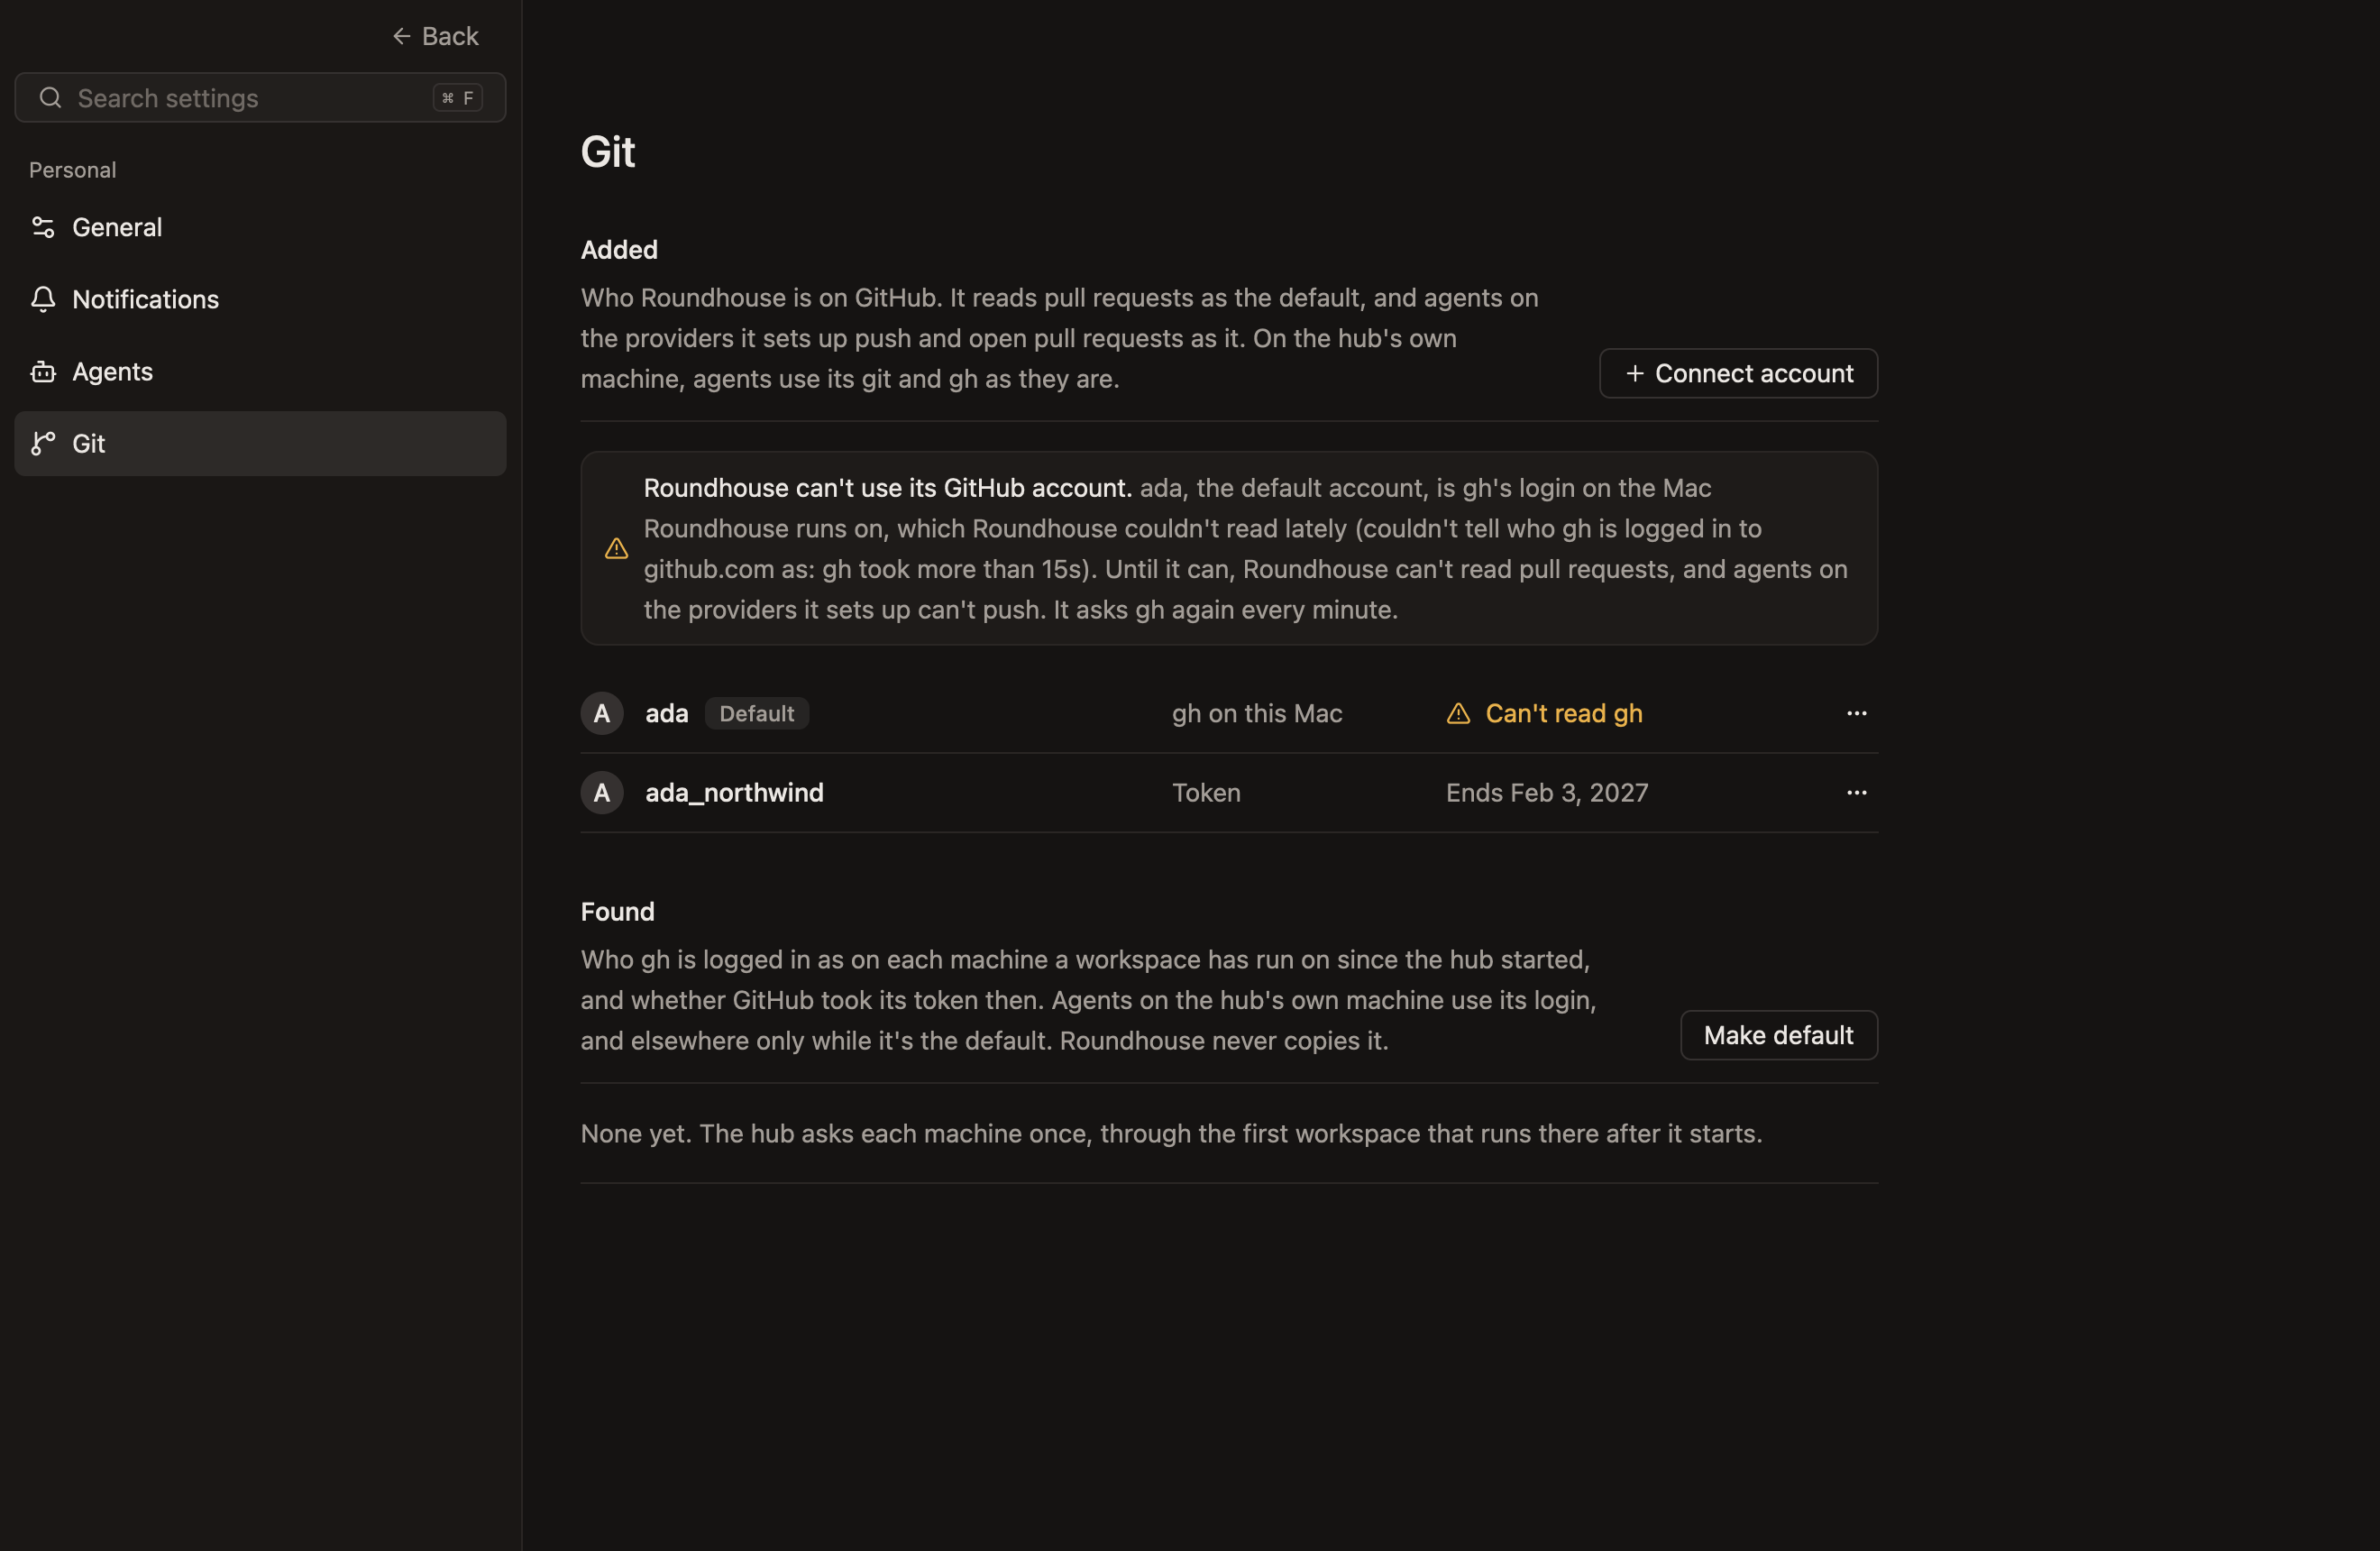 Back
Search settings
⌘ F
Personal
General
Notifications
Agents
Git
Git
Added
Who Roundhouse is on GitHub. It reads pull requests as the default, and agents on
the providers it sets up push and open pull requests as it. On the hub's own
machine, agents use its git and gh as they are.
Connect account
Roundhouse can't use its GitHub account. ada, the default account, is gh's login on the Mac
Roundhouse runs on, which Roundhouse couldn't read lately (couldn't tell who gh is logged in to
github.com as: gh took more than 15s). Until it can, Roundhouse can't read pull requests, and agents on
the providers it sets up can't push. It asks gh again every minute.
A ada Default gh on this Mac Can't read gh
A ada_northwind Token Ends Feb 3, 2027
Found
Who gh is logged in as on each machine a workspace has run on since the hub started,
and whether GitHub took its token then. Agents on the hub's own machine use its login,
and elsewhere only while it's the default. Roundhouse never copies it.
Make default
None yet. The hub asks each machine once, through the first workspace that runs there after it starts.